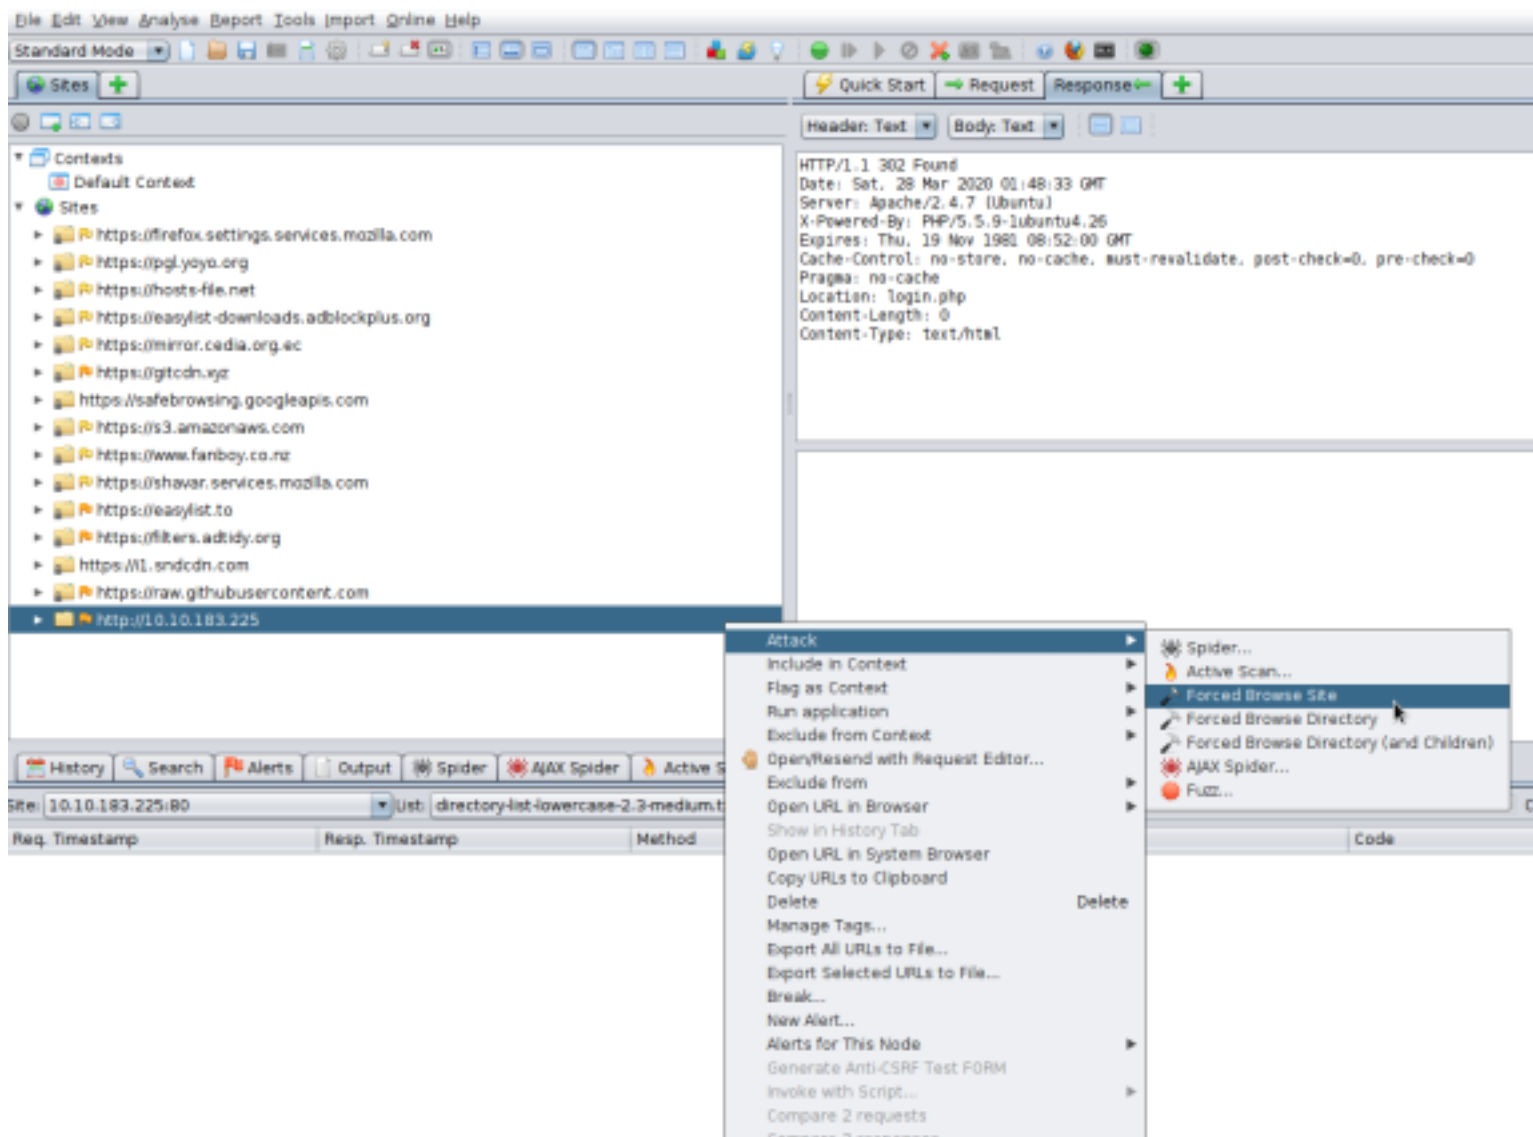 File Edit View Analyse Report Tools Import Online Help
Standard Mode
Sites
Quick Start Request Response
Header: Text Body: Text
Contexts
Default Context
Sites
https://firefox.settings.services.mozilla.com
https://pgl.yoyo.org
https://hosts-file.net
https://easylist-downloads.adblockplus.org
https://mirror.cedia.org.ec
https://gitcdn.xyz
https://safebrowsing.googleapis.com
https://s3.amazonaws.com
https://www.fanboy.co.nz
https://shavar.services.mozilla.com
https://easylist.to
https://filters.adtidy.org
https://i1.sndcdn.com
https://raw.githubusercontent.com
http://10.10.183.225
HTTP/1.1 302 Found
Date: Sat, 28 Mar 2020 01:48:33 GMT
Server: Apache/2.4.7 (Ubuntu)
X-Powered-By: PHP/5.5.9-1ubuntu4.26
Expires: Thu, 19 Nov 1981 08:52:00 GMT
Cache-Control: no-store, no-cache, must-revalidate, post-check=0, pre-check=0
Pragma: no-cache
Location: login.php
Content-Length: 0
Content-Type: text/html
Attack
Include in Context
Flag as Context
Run application
Exclude from Context
Open/Resend with Request Editor...
Exclude from
Open URL in Browser
Show in History Tab
Open URL in System Browser
Copy URLs to Clipboard
Delete Delete
Manage Tags...
Export All URLs to File...
Export Selected URLs to File...
Break...
New Alert...
Alerts for This Node
Generate Anti-CSRF Test FORM
Invoke with Script...
Compare 2 requests
Spider...
Active Scan...
Forced Browse Site
Forced Browse Directory
Forced Browse Directory (and Children)
AJAX Spider...
Fuzz...
History Search Alerts Output Spider AJAX Spider Active S
Site: 10.10.183.225:80 List: directory-list-lowercase-2.3-medium.t
Req. Timestamp Resp. Timestamp Method Code